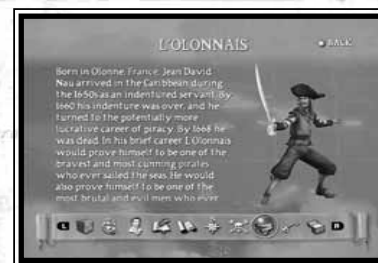 L'OLONNAIS
BACK
Born in Olonne, France, Jean David
Nau arrived in the Caribbean during
the 1650s as an indentured servant. By
1660 his indenture was over, and he
turned to the potentially more
lucrative career of piracy. By 1668 he
was dead. In his brief career L'Olonnais
would prove himself to be one of the
bravest and most cunning pirates
who ever sailed the seas. He would
also prove himself to be one of the
most brutal and evil men who ever
L R